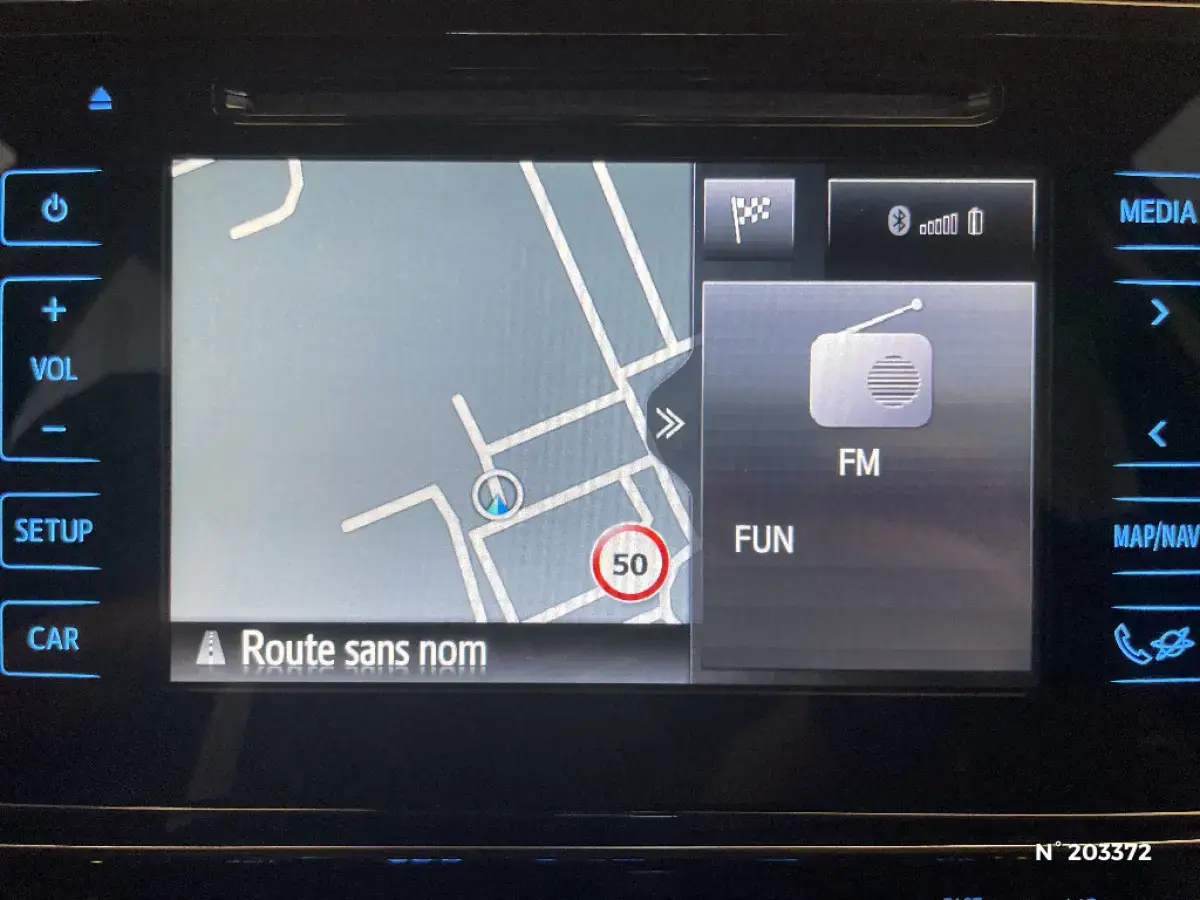 MEDIA
VOL
FM
SETUP
MAP/NAV
FUN
50
CAR
Route sans nom
N° 203372